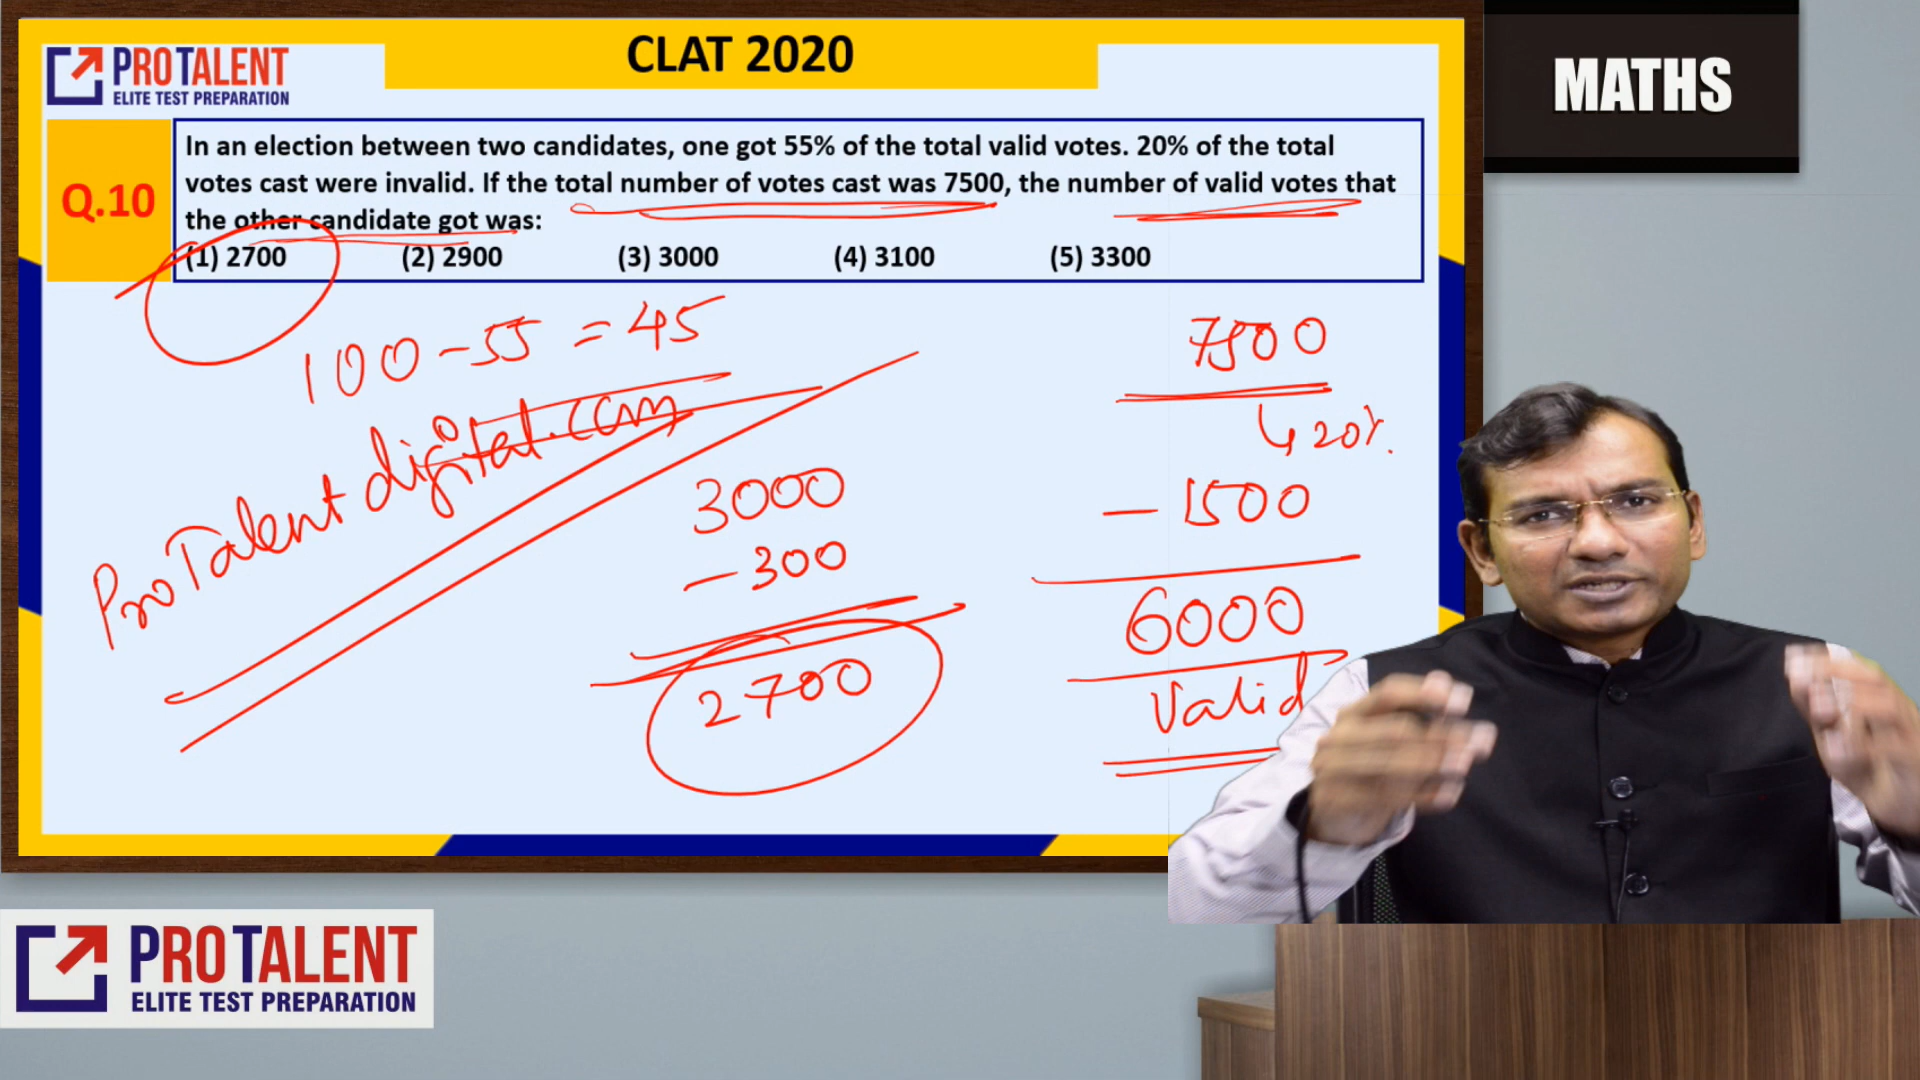 PROTALENT
ELITE TEST PREPARATION
CLAT 2020
MATHS
Q.10
In an election between two candidates, one got 55% of the total valid votes. 20% of the total
votes cast were invalid. If the total number of votes cast was 7500, the number of valid votes that
the other candidate got was:
(1) 2700 (2) 2900 (3) 3000 (4) 3100 (5) 3300
100 - 55 = 45
ProTalentdigital.com
3000
- 300
2700
7500
↳ 20%.
- 1500
6000
Valid
PROTALENT
ELITE TEST PREPARATION